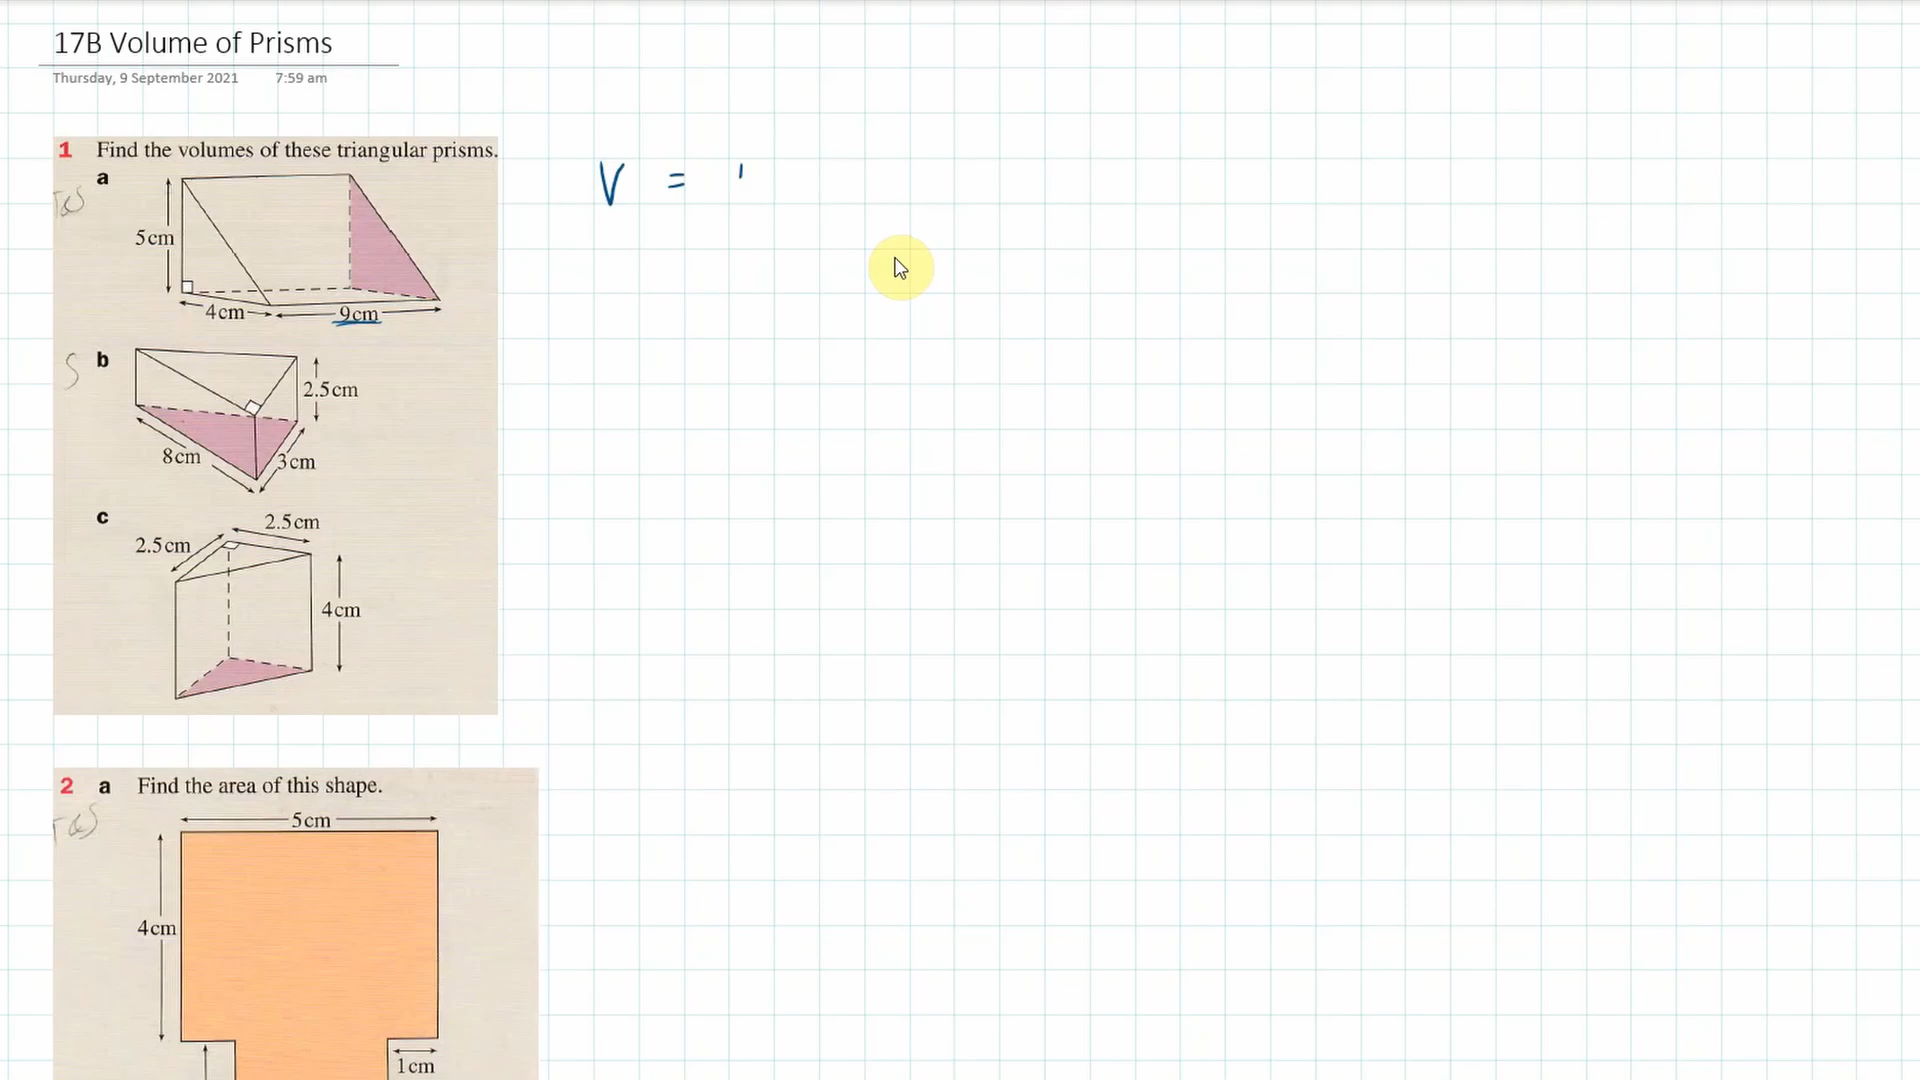 17B Volume of Prisms
Thursday, 9 September 2021 7:59 am
1 Find the volumes of these triangular prisms.
a
5cm
4cm
9cm
b
2.5cm
8cm
3cm
c
2.5cm
2.5cm
4cm
V =
2 a Find the area of this shape.
5cm
4cm
1cm